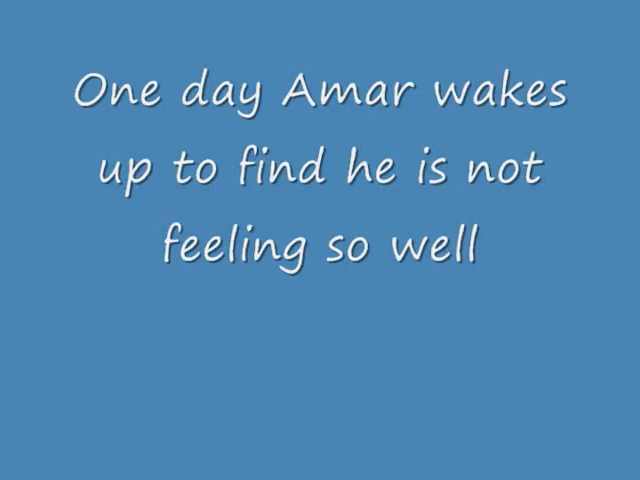 One day Amar wakes
up to find he is not
feeling so well